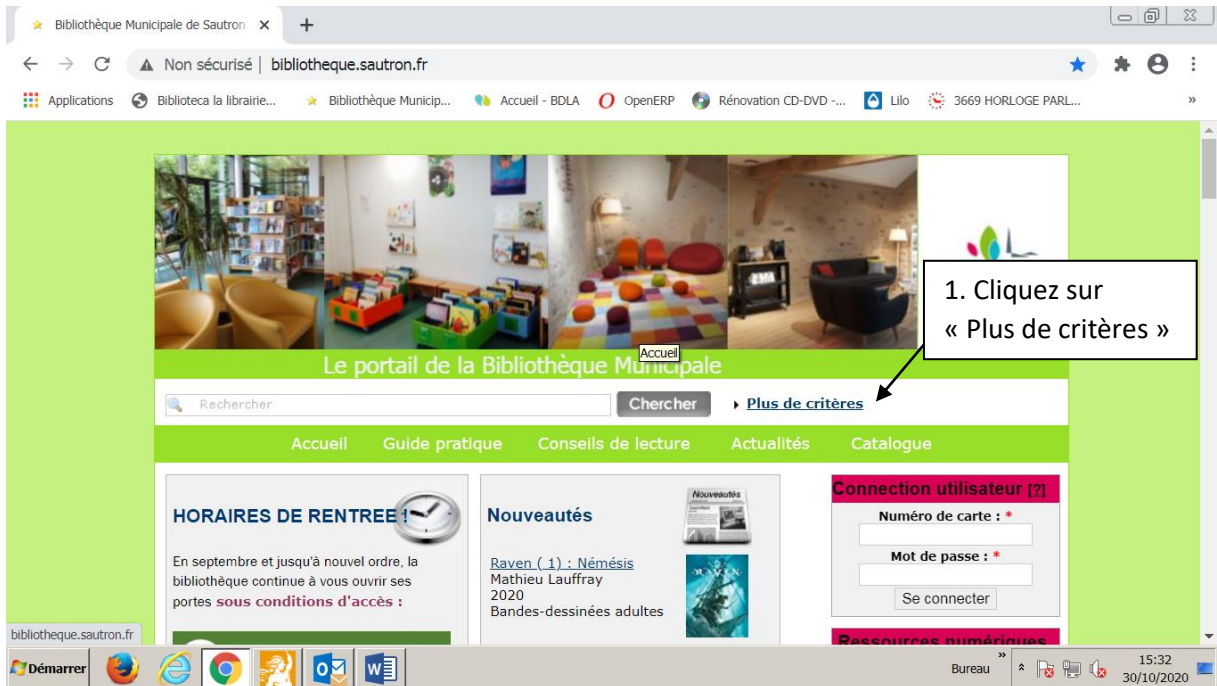 Bibliothèque Municipale de Sautron
Non sécurisé | bibliotheque.sautron.fr
Applications Biblioteca la librairie... Bibliothèque Municip... Accueil - BDLA OpenERP Rénovation CD-DVD -... Lilo 3669 HORLOGE PARL... »
1. Cliquez sur
« Plus de critères »
Le portail de la Bibliothèque Municipale
Accueil
Rechercher Chercher Plus de critères
Accueil Guide pratique Conseils de lecture Actualités Catalogue
HORAIRES DE RENTREE !
En septembre et jusqu'à nouvel ordre, la
bibliothèque continue à vous ouvrir ses
portes sous conditions d'accès :
Nouveautés
Nouveautés
Raven ( 1) : Némésis
Mathieu Lauffray
2020
Bandes-dessinées adultes
RAVEN
Connection utilisateur [?]
Numéro de carte : *
Mot de passe : *
Se connecter
Ressources numériques
bibliotheque.sautron.fr
Démarrer
Bureau »
15:32
30/10/2020